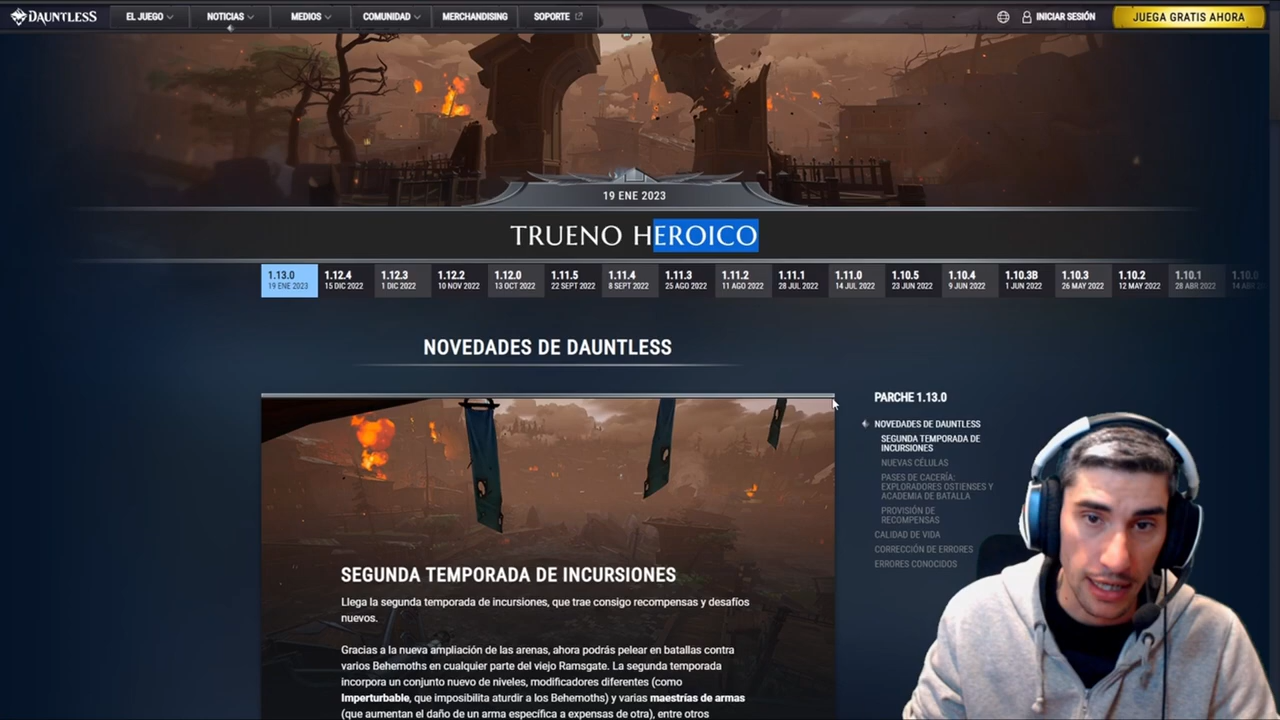 DAUNTLESS
EL JUEGO
NOTICIAS
MEDIOS
COMUNIDAD
MERCHANDISING
SOPORTE
INICIAR SESIÓN
JUEGA GRATIS AHORA
19 ENE 2023
TRUENO HEROICO
1.13.0
19 ENE 2023
1.12.4
15 DIC 2022
1.12.3
1 DIC 2022
1.12.2
10 NOV 2022
1.12.0
13 OCT 2022
1.11.5
22 SEPT 2022
1.11.4
8 SEPT 2022
1.11.3
25 AGO 2022
1.11.2
11 AGO 2022
1.11.1
28 JUL 2022
1.11.0
14 JUL 2022
1.10.5
23 JUN 2022
1.10.4
9 JUN 2022
1.10.3B
1 JUN 2022
1.10.3
26 MAY 2022
1.10.2
12 MAY 2022
1.10.1
28 ABR 2022
1.10.0
14 ABR
NOVEDADES DE DAUNTLESS
SEGUNDA TEMPORADA DE INCURSIONES
Llega la segunda temporada de incursiones, que trae consigo recompensas y desafíos
nuevos.
Gracias a la nueva ampliación de las arenas, ahora podrás pelear en batallas contra
varios Behemoths en cualquier parte del viejo Ramsgate. La segunda temporada
incorpora un conjunto nuevo de niveles, modificadores diferentes (como
Imperturbable, que imposibilita aturdir a los Behemoths) y varias maestrías de armas
(que aumentan el daño de un arma específica a expensas de otra), entre otros
PARCHE 1.13.0
NOVEDADES DE DAUNTLESS
SEGUNDA TEMPORADA DE
INCURSIONES
NUEVAS CÉLULAS
PASES DE CACERÍA:
EXPLORADORES OSTIENSES Y
ACADEMIA DE BATALLA
PROVISIÓN DE
RECOMPENSAS
CALIDAD DE VIDA
CORRECCIÓN DE ERRORES
ERRORES CONOCIDOS